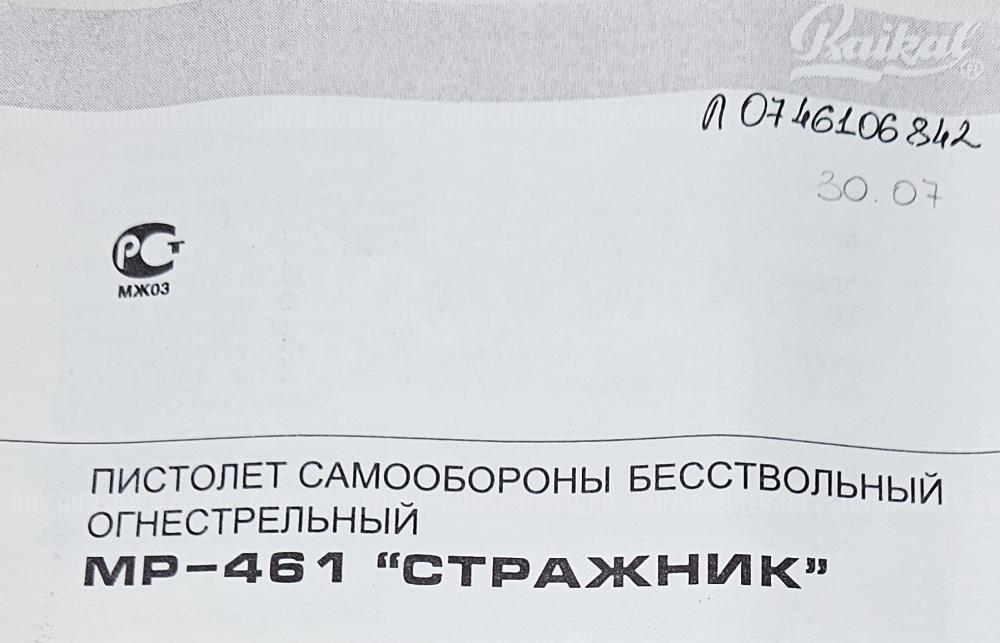 Baikal
Л 0746106842
30.07
РСТ
МЖ03
ПИСТОЛЕТ САМООБОРОНЫ БЕССТВОЛЬНЫЙ
ОГНЕСТРЕЛЬНЫЙ
МР-461 “СТРАЖНИК”